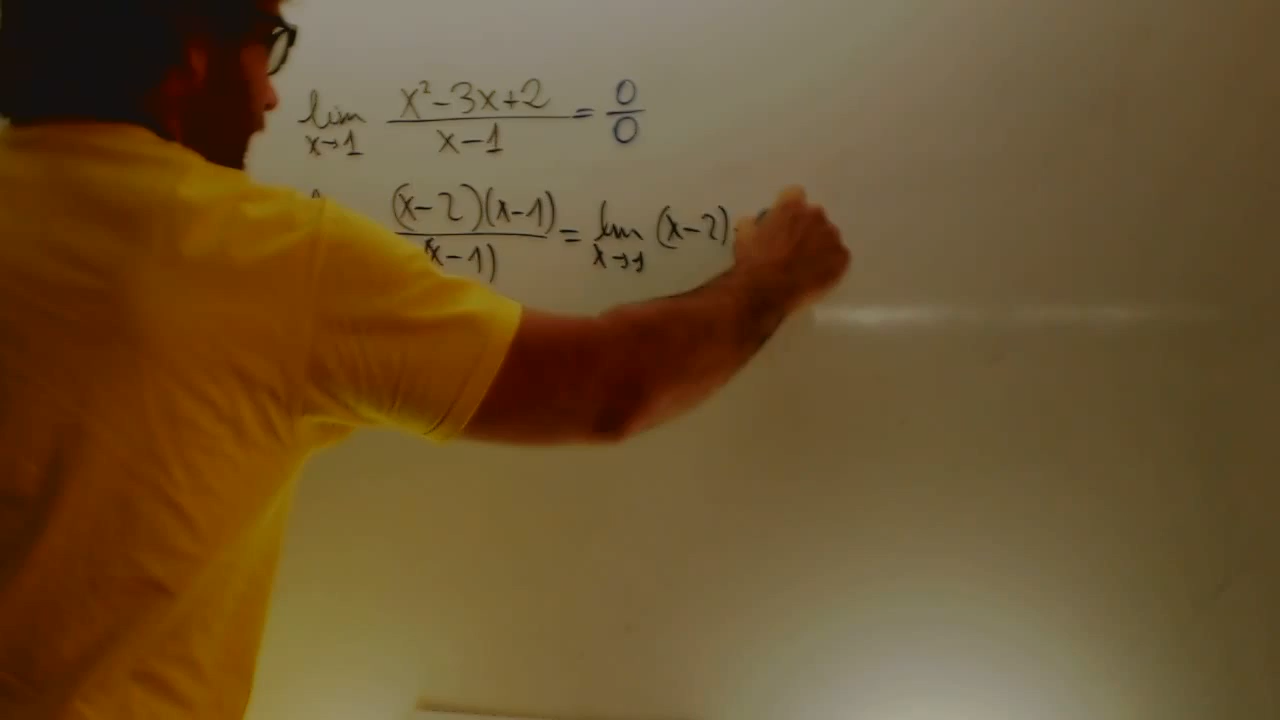 lim x→1 x²-3x+2 / x-1 = 0/0
(x-2)(x-1) / (x-1) = lim x→1 (x-2)